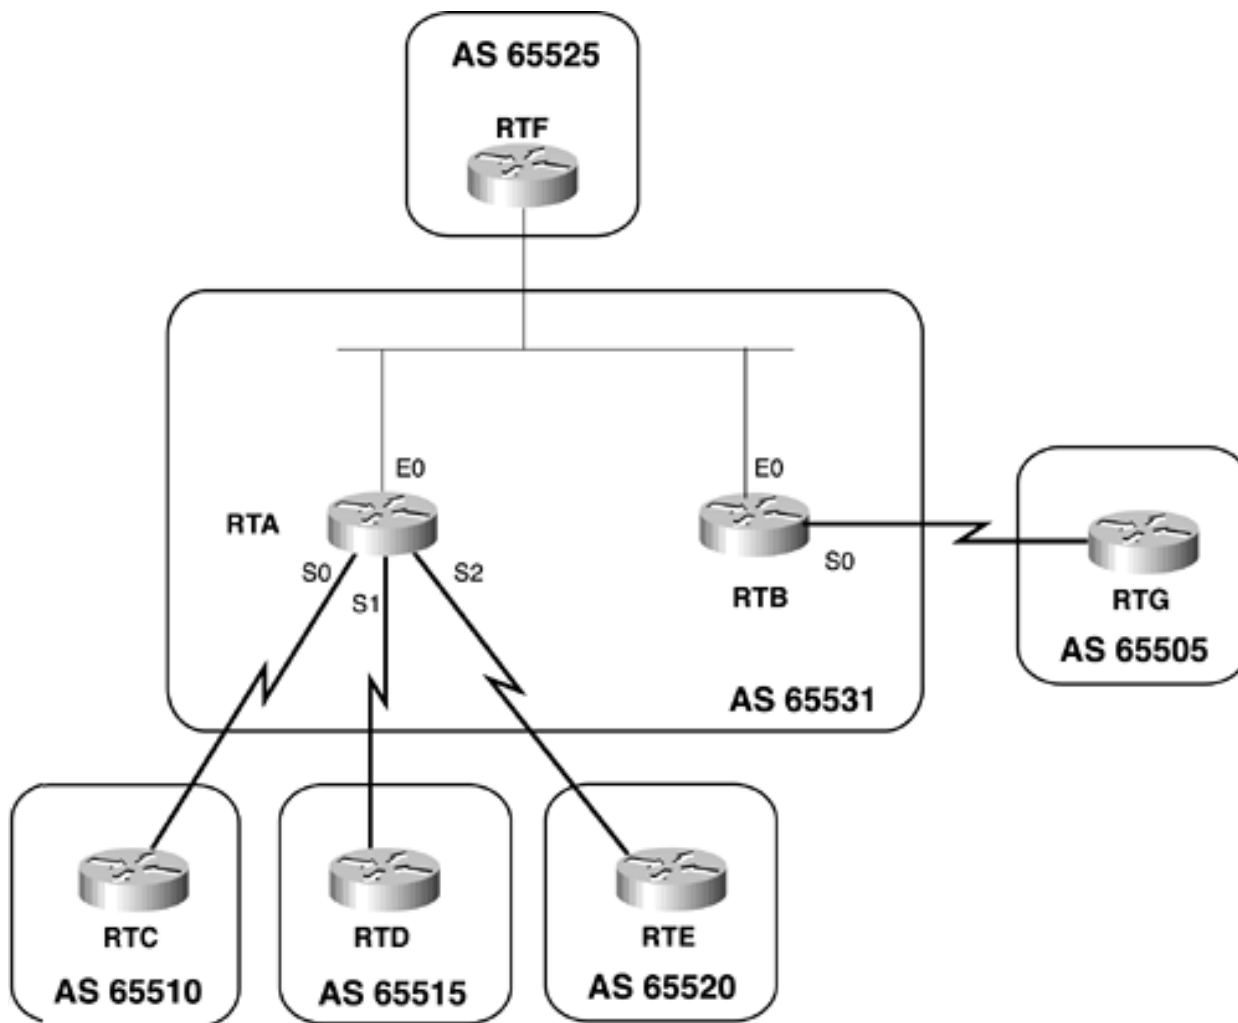 AS 65525
RTF
E0
E0
RTA
S0
S2
S0
S1
RTB
RTG
AS 65505
AS 65531
RTC
RTD
RTE
AS 65510
AS 65515
AS 65520